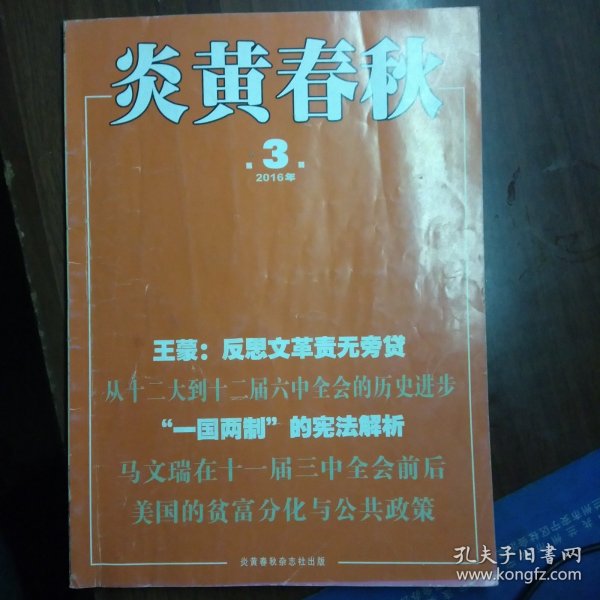 炎黄春秋
3
2016年
王蒙：反思文革责无旁贷
从十二大到十二届六中全会的历史进步
“一国两制”的宪法解析
马文瑞在十一届三中全会前后
美国的贫富分化与公共政策
炎黄春秋杂志社出版
孔夫子旧书网
www.kongfz.com